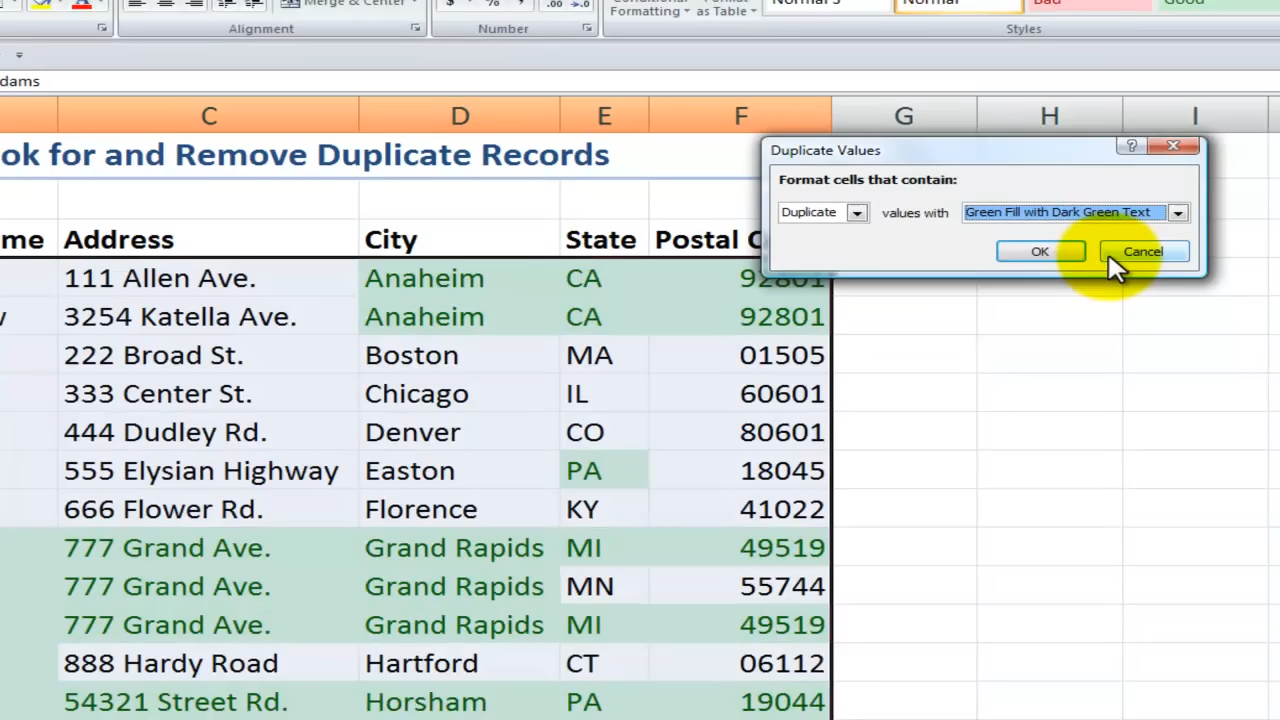 Merge & Center
$ % ,
.00 →.0
Conditional Format
Formatting as Table
Normal 3 Normal Bad Good
Alignment Number Styles
dams
C D E F G H I
ok for and Remove Duplicate Records
me Address City State Postal C
111 Allen Ave. Anaheim CA 92801
3254 Katella Ave. Anaheim CA 92801
222 Broad St. Boston MA 01505
333 Center St. Chicago IL 60601
444 Dudley Rd. Denver CO 80601
555 Elysian Highway Easton PA 18045
666 Flower Rd. Florence KY 41022
777 Grand Ave. Grand Rapids MI 49519
777 Grand Ave. Grand Rapids MN 55744
777 Grand Ave. Grand Rapids MI 49519
888 Hardy Road Hartford CT 06112
54321 Street Rd. Horsham PA 19044
Duplicate Values
Format cells that contain:
Duplicate values with Green Fill with Dark Green Text
OK Cancel